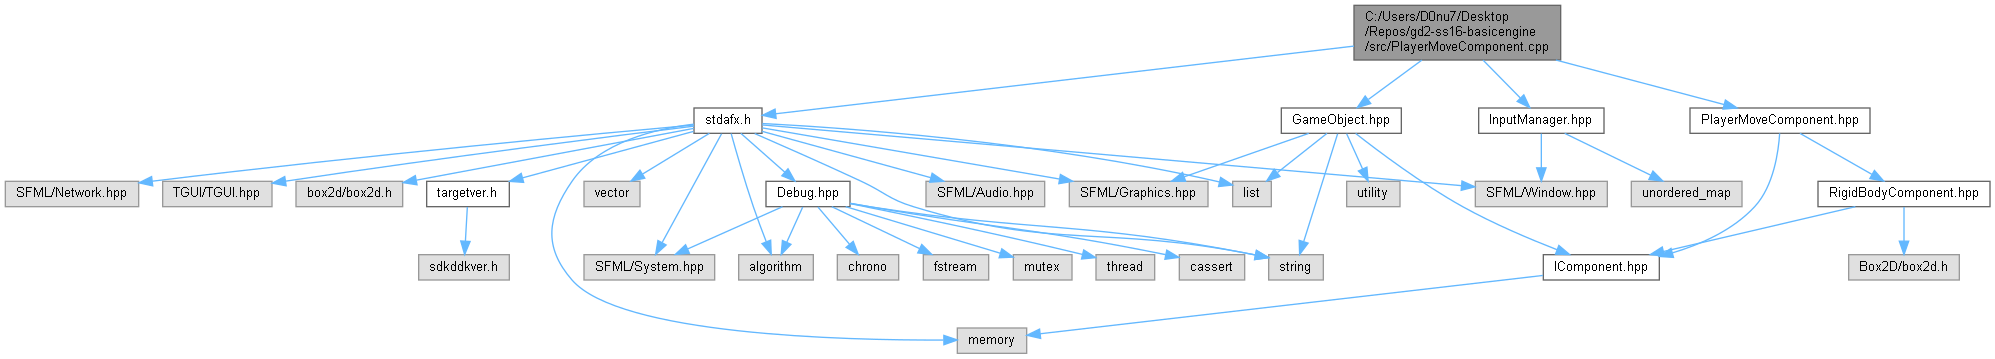 C:/Users/D0nu7/Desktop
/Repos/gd2-ss16-basicengine
/src/PlayerMoveComponent.cpp
stdafx.h
GameObject.hpp
InputManager.hpp
PlayerMoveComponent.hpp
SFML/Network.hpp
TGUI/TGUI.hpp
box2d/box2d.h
targetver.h
vector
Debug.hpp
SFML/Audio.hpp
SFML/Graphics.hpp
list
utility
SFML/Window.hpp
unordered_map
RigidBodyComponent.hpp
sdkddkver.h
SFML/System.hpp
algorithm
chrono
fstream
mutex
thread
cassert
string
IComponent.hpp
Box2D/box2d.h
memory